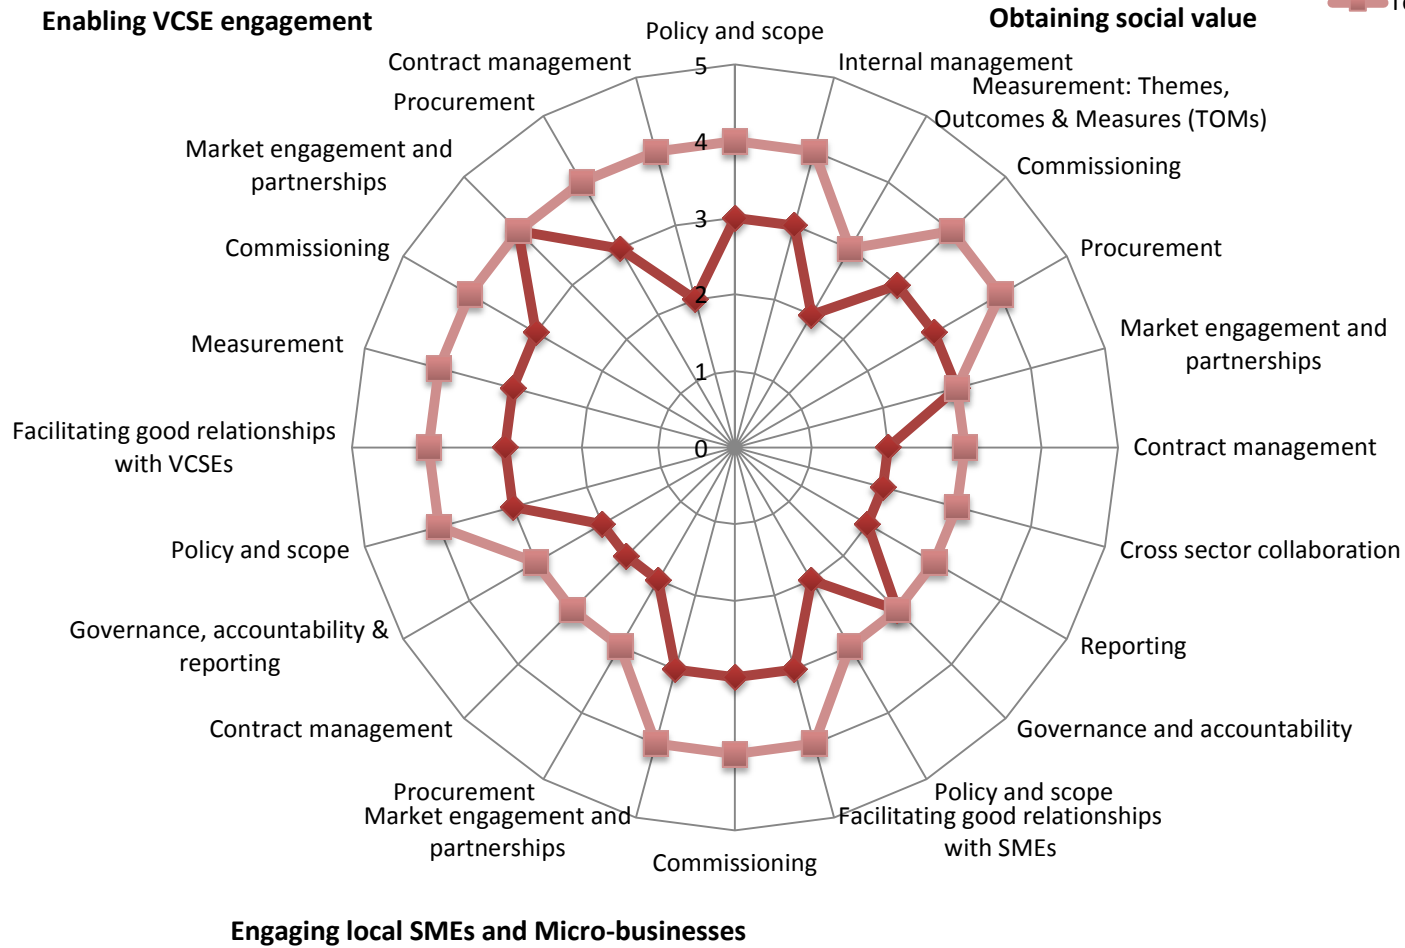 Enabling VCSE engagement
Obtaining social value
Policy and scope
Internal management
Measurement: Themes,
Outcomes & Measures (TOMs)
Commissioning
Procurement
Market engagement and
partnerships
Contract management
Cross sector collaboration
Reporting
Governance and accountability
Policy and scope
Facilitating good relationships
with SMEs
Commissioning
Market engagement and
partnerships
Procurement
Contract management
Governance, accountability &
reporting
Policy and scope
Facilitating good relationships
with VCSEs
Measurement
Commissioning
Market engagement and
partnerships
Procurement
Contract management
5
4
3
2
1
0
Engaging local SMEs and Micro-businesses